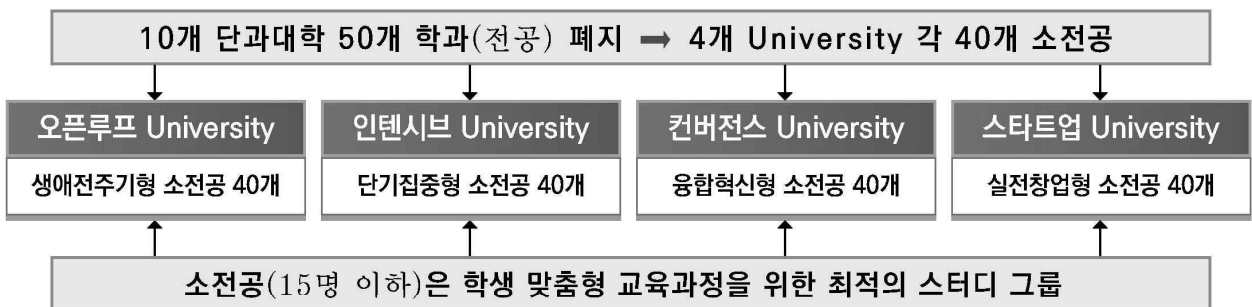 10개 단과대학 50개 학과(전공) 폐지 ➡ 4개 University 각 40개 소전공
오픈루프 University
생애전주기형 소전공 40개
인텐시브 University
단기집중형 소전공 40개
컨버전스 University
융합혁신형 소전공 40개
스타트업 University
실전창업형 소전공 40개
소전공(15명 이하)은 학생 맞춤형 교육과정을 위한 최적의 스터디 그룹